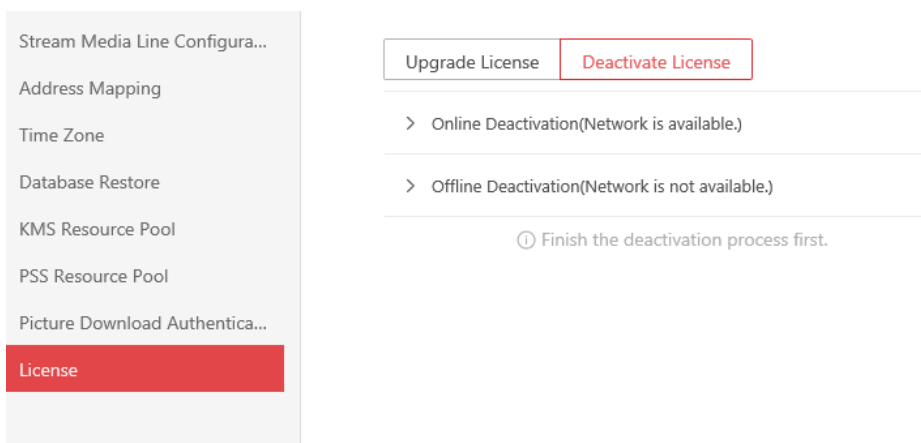 Stream Media Line Configura...
Address Mapping
Time Zone
Database Restore
KMS Resource Pool
PSS Resource Pool
Picture Download Authentica...
License
Upgrade License
Deactivate License
Online Deactivation(Network is available.)
Offline Deactivation(Network is not available.)
Finish the deactivation process first.